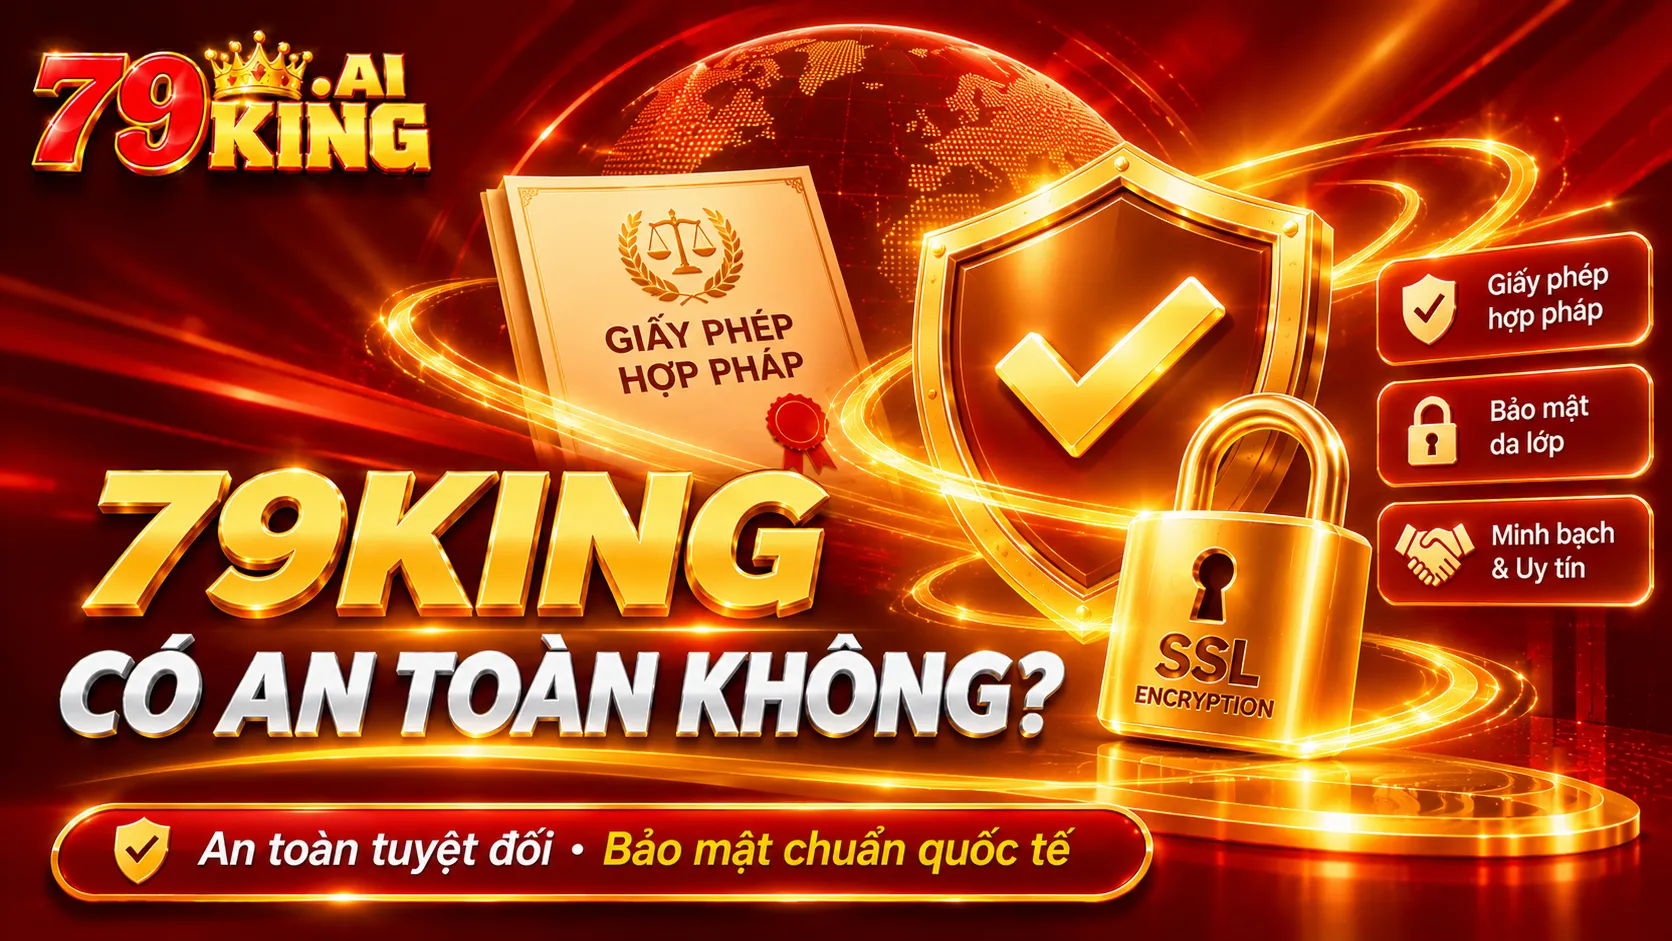 79KING.AI
GIẤY PHÉP
HỢP PHÁP
Giấy phép
hợp pháp
Bảo mật
da lớp
Minh bạch
& Uy tín
SSL
ENCRYPTION
79KING
CÓ AN TOÀN KHÔNG?
An toàn tuyệt đối • Bảo mật chuẩn quốc tế